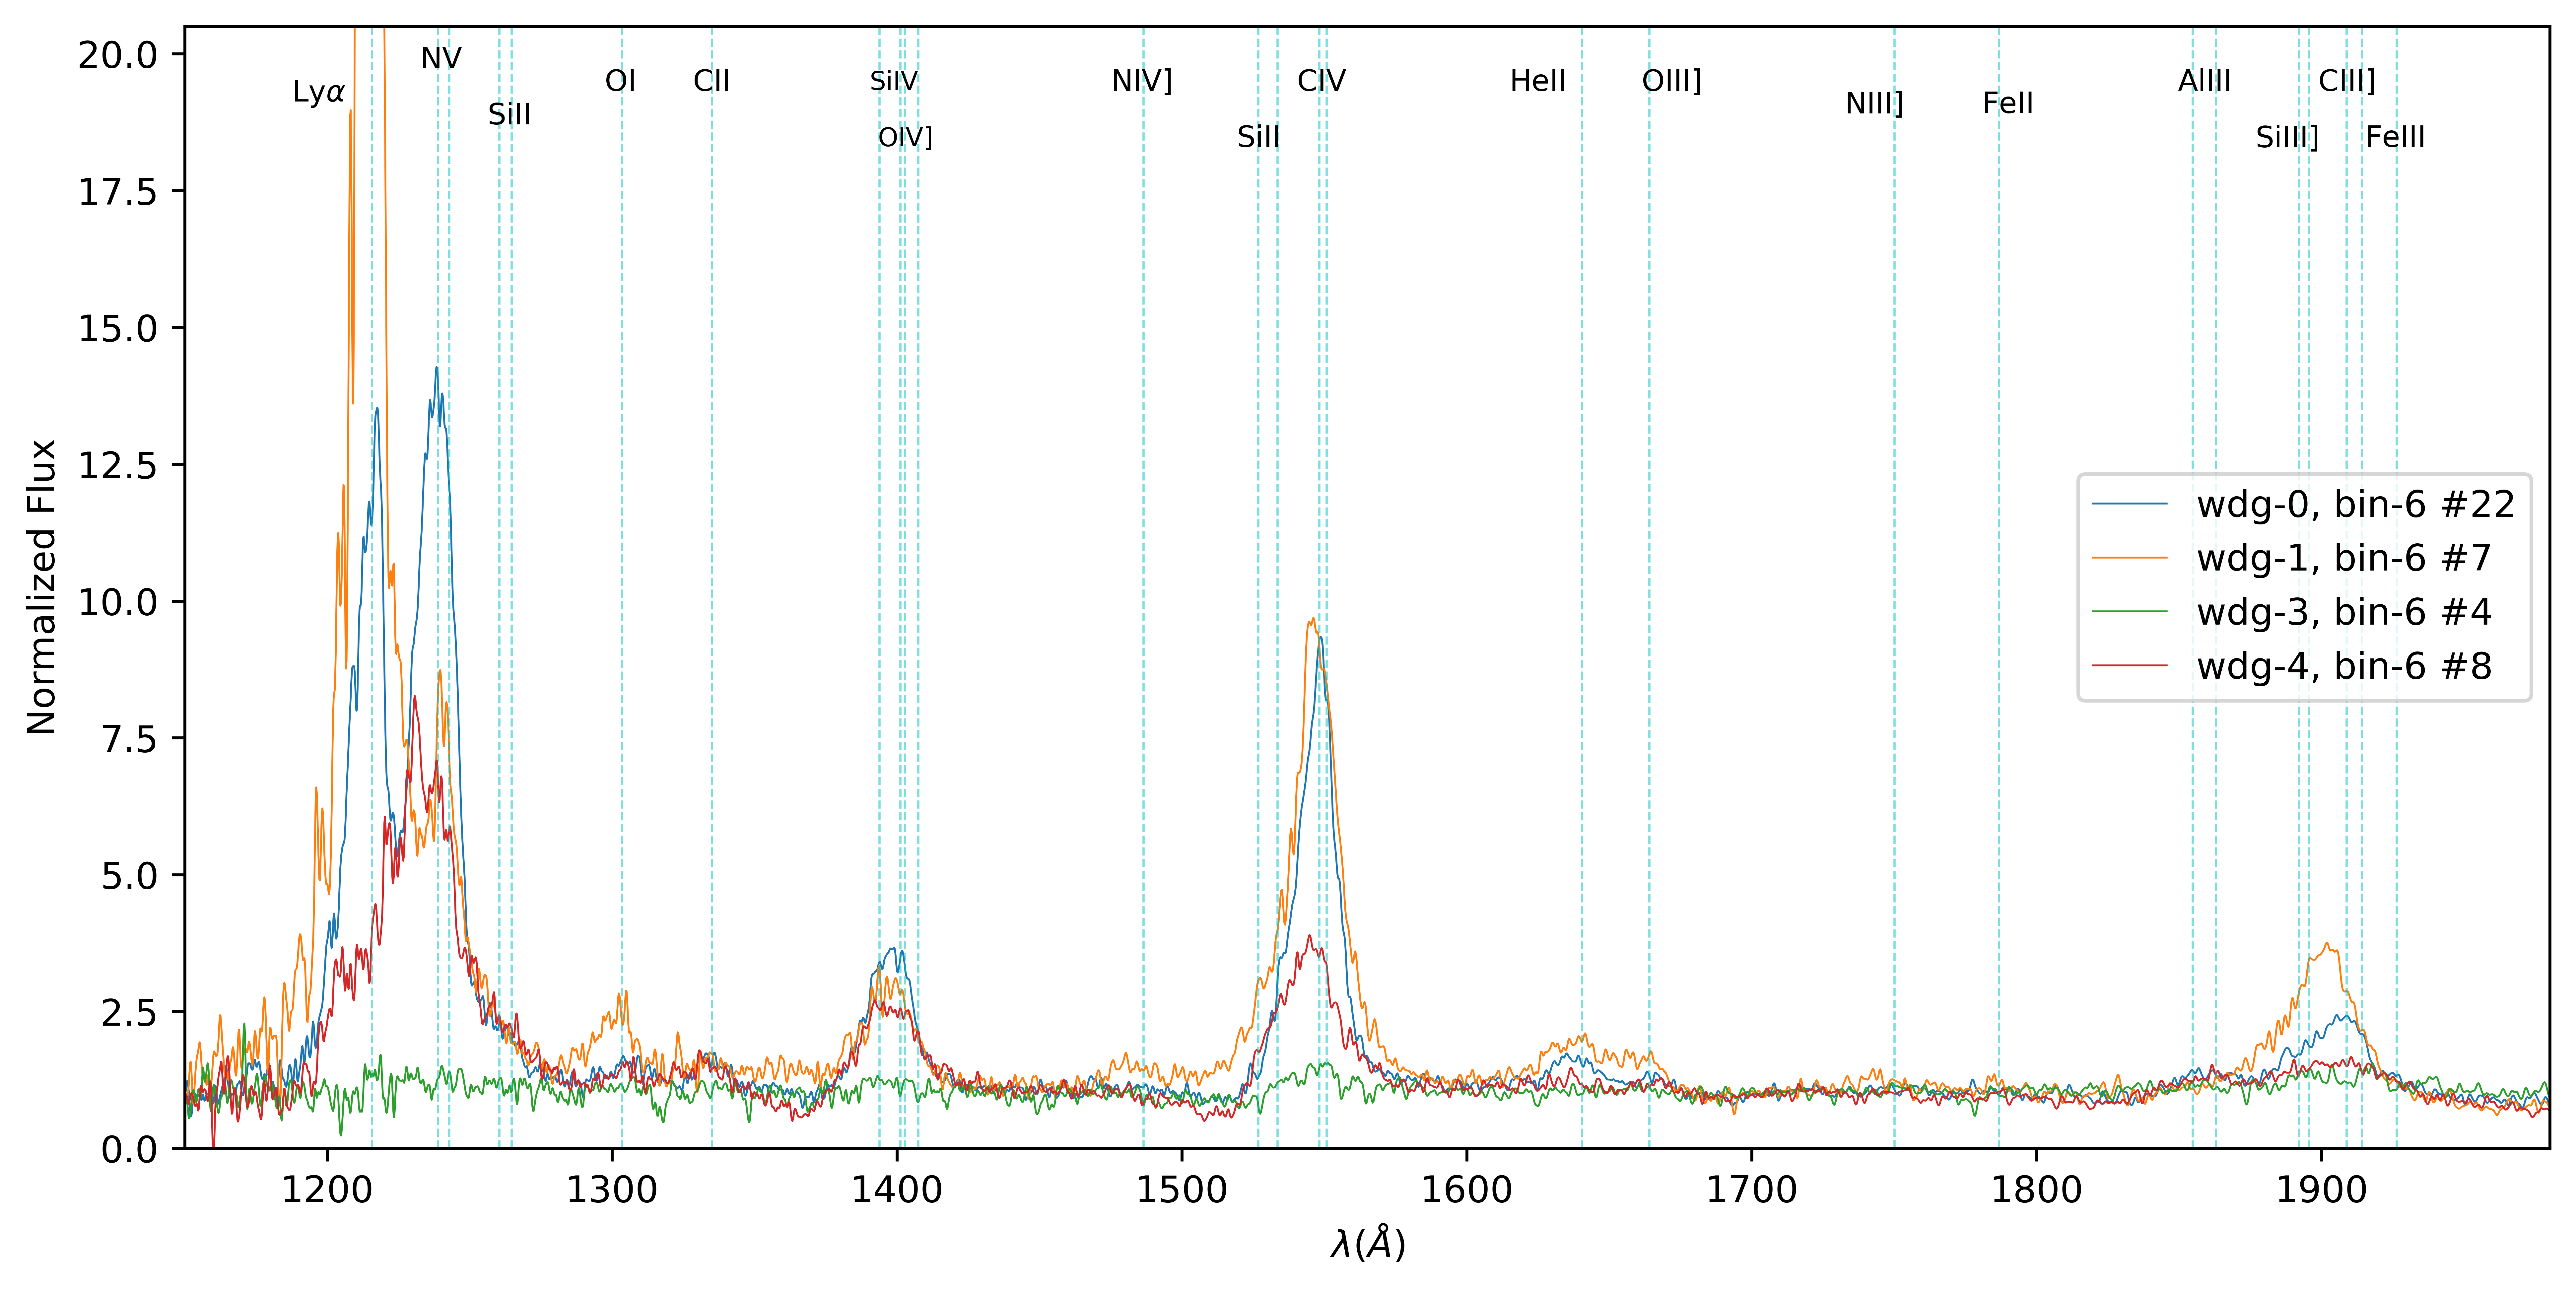 20.0
17.5
15.0
12.5
10.0
7.5
5.0
2.5
0.0
Normalized Flux
Lyα
NV
SiII
OI
CII
SiIV
OIV]
NIV]
SiII
CIV
HeII
OIII]
NIII]
FeII
AlIII
SiIII]
CIII]
FeIII
wdg-0, bin-6 #22
wdg-1, bin-6 #7
wdg-3, bin-6 #4
wdg-4, bin-6 #8
1200 1300 1400 1500 1600 1700 1800 1900
λ(Å)